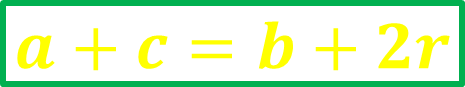 a + c = b + 2r